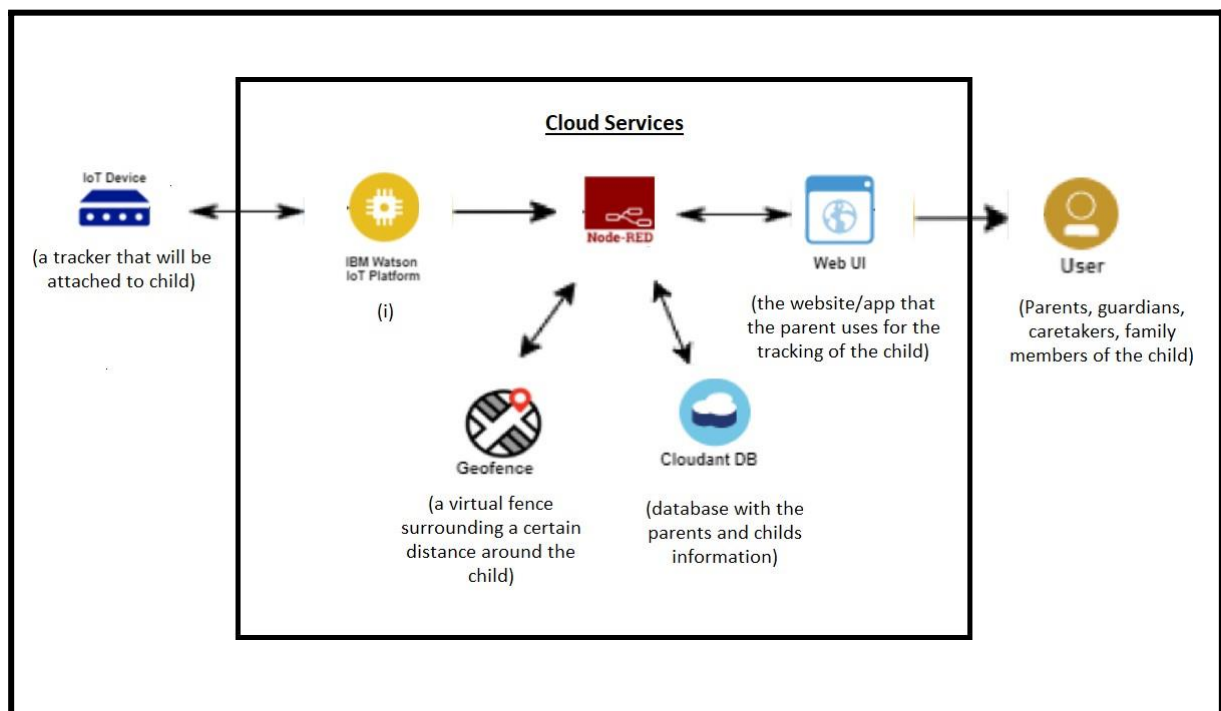 Cloud Services
IoT Device
(a tracker that will be
attached to child)
IBM Watson
IoT Platform
(i)
Node-RED
Web UI
(the website/app that
the parent uses for the
tracking of the child)
User
(Parents, guardians,
caretakers, family
members of the child)
Geofence
(a virtual fence
surrounding a certain
distance around the
child)
Cloudant DB
(database with the
parents and childs
information)